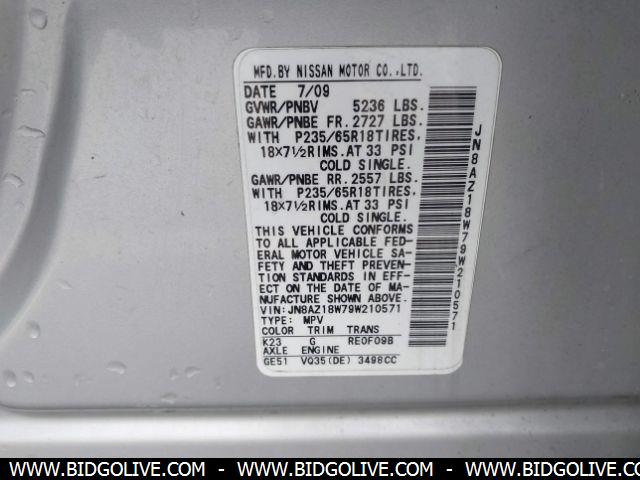 MFD.BY NISSAN MOTOR CO.,LTD.
DATE 7/09
GVWR/PNBV 5236 LBS.
GAWR/PNBE FR. 2727 LBS.
WITH P235/65R18TIRES,
18X7½RIMS.AT 33 PSI
COLD SINGLE.
GAWR/PNBE RR. 2557 LBS.
WITH P235/65R18TIRES,
18X7½RIMS.AT 33 PSI
COLD SINGLE.
THIS VEHICLE CONFORMS
TO ALL APPLICABLE FED-
ERAL MOTOR VEHICLE SA-
FETY AND THEFT PREVEN-
TION STANDARDS IN EFF-
ECT ON THE DATE OF MA-
NUFACTURE SHOWN ABOVE.
VIN:JN8AZ18W79W210571
TYPE: MPV
COLOR TRIM TRANS
K23 G RE0F09B
AXLE ENGINE
GE51 VQ35(DE) 3498CC
JN8AZ18W79W210571
WWW.BIDGOLIVE.COM - WWW.BIDGOLIVE.COM - WWW.BIDGOLIVE.COM